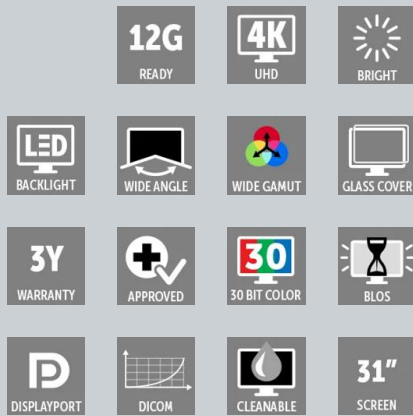 12G
READY
4K
UHD
BRIGHT
LED
BACKLIGHT
WIDE ANGLE
WIDE GAMUT
GLASS COVER
3Y
WARRANTY
APPROVED
30
30 BIT COLOR
BLOS
DISPLAYPORT
DICOM
CLEANABLE
31"
SCREEN